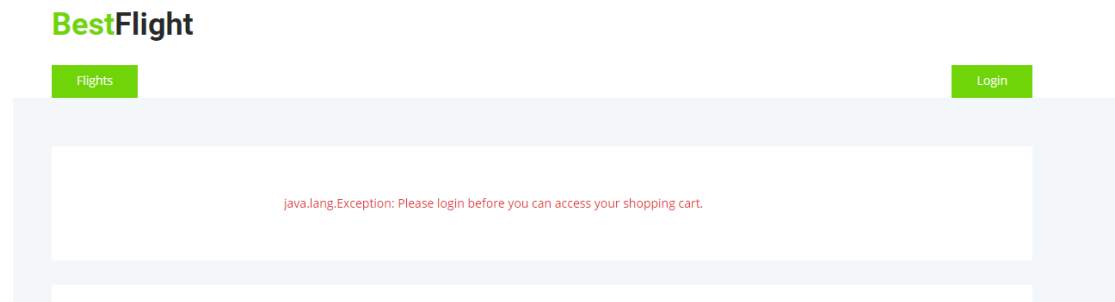 BestFlight
Flights
Login
java.lang.Exception: Please login before you can access your shopping cart.